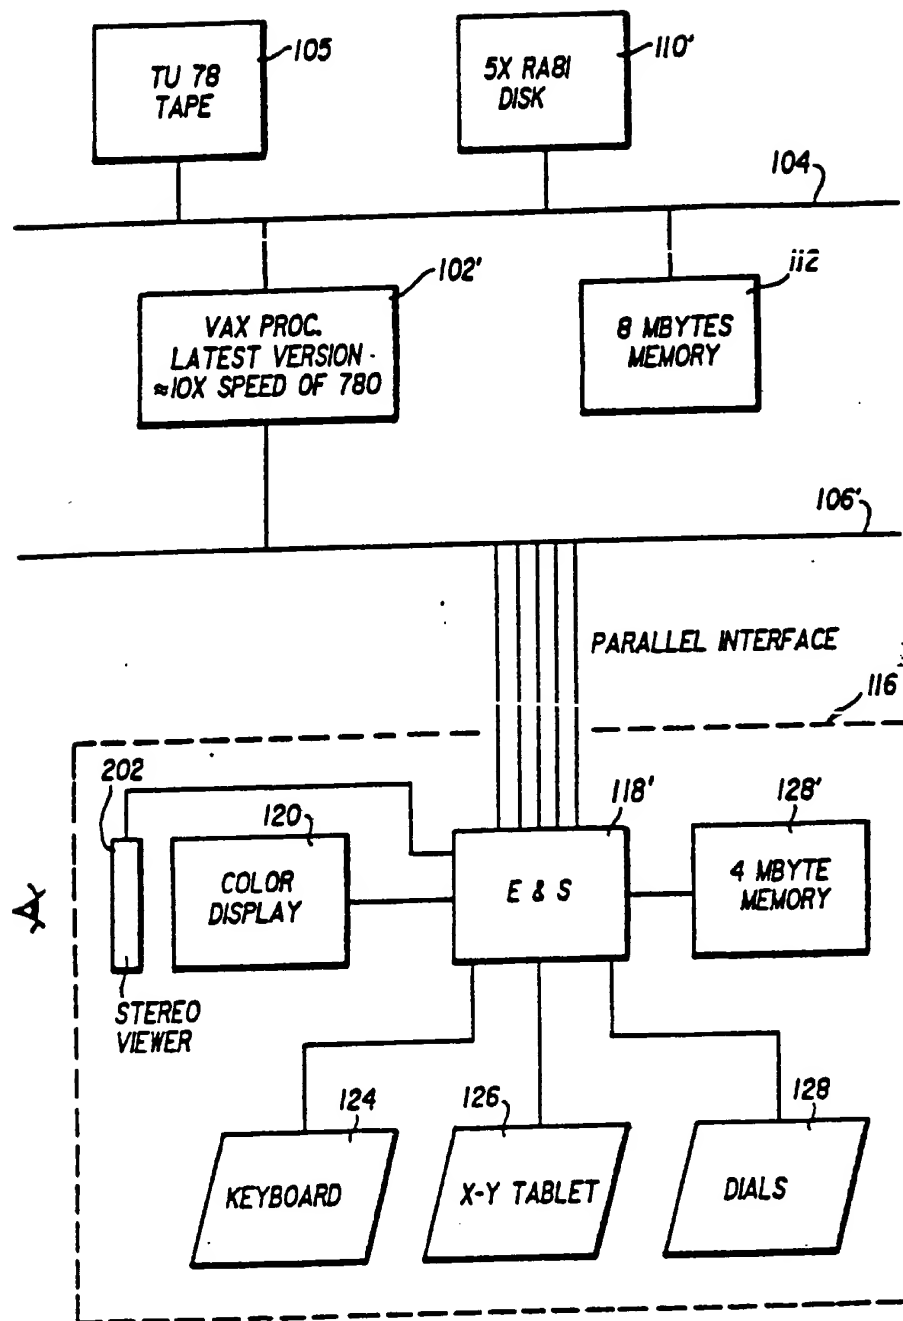 105
TU 78
TAPE
110'
5X RA81
DISK
104
102'
VAX PROC.
LATEST VERSION -
≈10X SPEED OF 780
112
8 MBYTES
MEMORY
106'
PARALLEL INTERFACE
116
202
120
COLOR
DISPLAY
118'
E & S
128'
4 MBYTE
MEMORY
STEREO
VIEWER
124
KEYBOARD
126
X-Y TABLET
128
DIALS